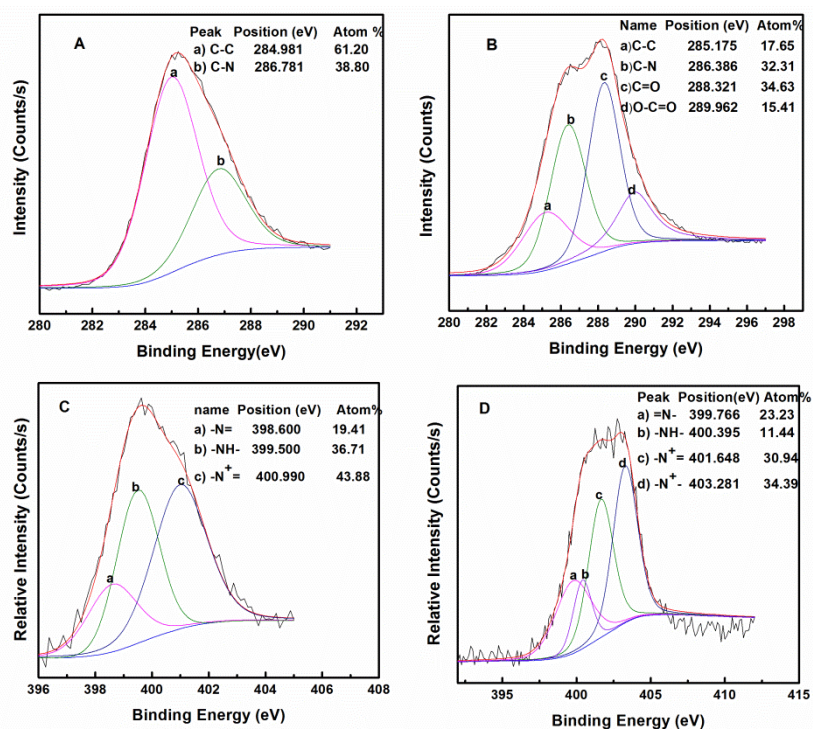 A
Peak Position (eV) Atom %
a) C-C 284.981 61.20
b) C-N 286.781 38.80
a
b
Intensity (Counts/s)
280 282 284 286 288 290 292
Binding Energy(eV)
B
Name Position (eV) Atom %
a)C-C 285.175 17.65
b)C-N 286.386 32.31
c)C=O 288.321 34.63
d)O-C=O 289.962 15.41
a
b
c
d
Intensity (Counts/s)
280 282 284 286 288 290 292 294 296 298
Binding Energy (eV)
C
name Position (eV) Atom%
a) -N= 398.600 19.41
b) -NH- 399.500 36.71
c) -N+= 400.990 43.88
a
b
c
Relative Intensity (Counts/s)
396 398 400 402 404 406 408
Binding Energy (eV)
D
Peak Position(eV) Atom%
a) =N- 399.766 23.23
b) -NH- 400.395 11.44
c) -N+= 401.648 30.94
d) -N+- 403.281 34.39
a
b
c
d
Relative Intensity (Counts/s)
395 400 405 410 415
Binding Energy (eV)